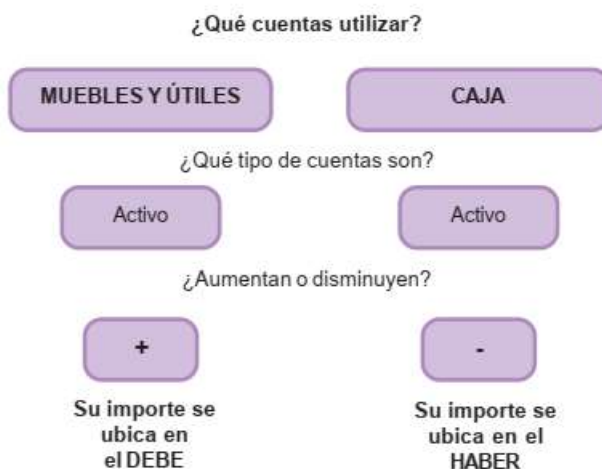 ¿Qué cuentas utilizar?
MUEBLES Y ÚTILES
CAJA
¿Qué tipo de cuentas son?
Activo
Activo
¿Aumentan o disminuyen?
+
-
Su importe se
ubica en
el DEBE
Su importe se
ubica en el
HABER